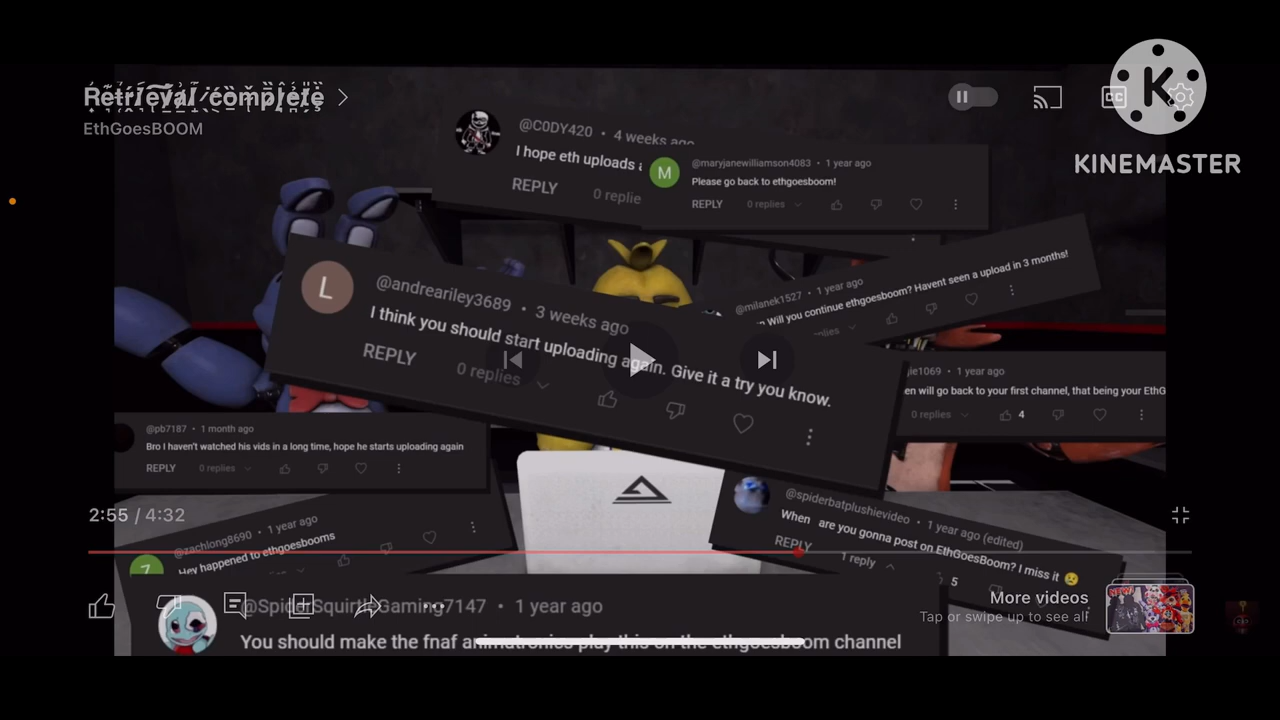 Retrieval complete
EthGoesBOOM
KINEMASTER
@C0DY420 • 4 weeks ago
I hope eth uploads
REPLY 0 replie
M
@maryjanewilliamson4083 • 1 year ago
Please go back to ethgoesboom!
REPLY 0 replies
@milanek1527 • 1 year ago
Will you continue ethgoesboom? Havent seen a upload in 3 months!
L
@andreariley3689 • 3 weeks ago
I think you should start uploading again. Give it a try you know.
REPLY 0 replies
jie1069 • 1 year ago
en will go back to your first channel, that being your EthG
0 replies 4
@pb7187 • 1 month ago
Bro I haven't watched his vids in a long time, hope he starts uploading again
REPLY 0 replies
2:55 / 4:32
@spiderbatplushievideo • 1 year ago (edited)
When are you gonna post on EthGoesBoom? I miss it 😢
REPLY 1 reply 5
@zachlong8690 • 1 year ago
Hey happened to ethgoesbooms
More videos
Tap or swipe up to see all
@SpiderSquirtleGaming7147 • 1 year ago
You should make the fnaf animatronics play this on the ethgoesboom channel